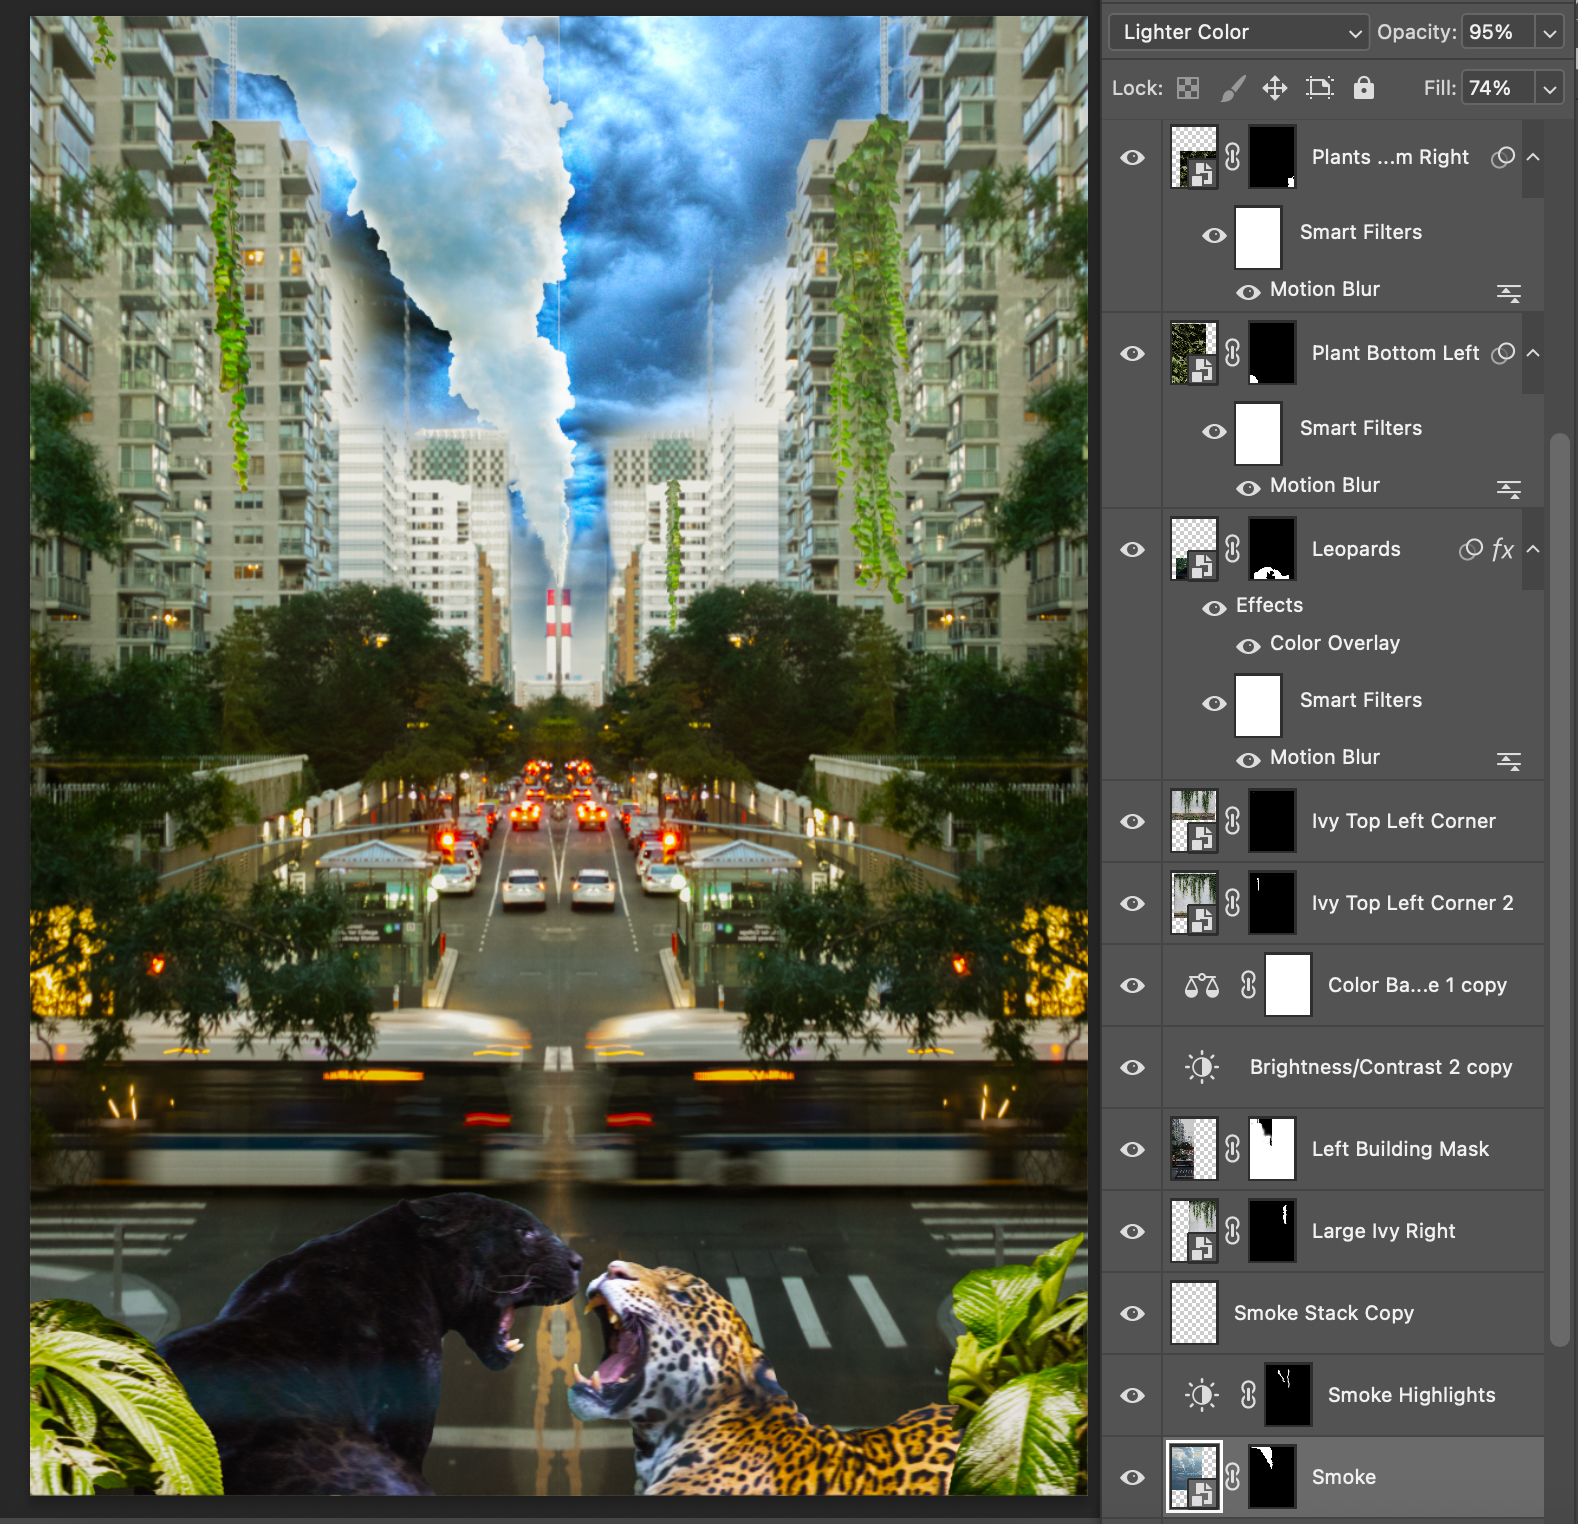 Lighter Color
Opacity: 95%
Lock:
Fill: 74%
Plants ...m Right
Smart Filters
Motion Blur
Plant Bottom Left
Smart Filters
Motion Blur
Leopards
fx
Effects
Color Overlay
Smart Filters
Motion Blur
Ivy Top Left Corner
Ivy Top Left Corner 2
Color Ba...e 1 copy
Brightness/Contrast 2 copy
Left Building Mask
Large Ivy Right
Smoke Stack Copy
Smoke Highlights
Smoke